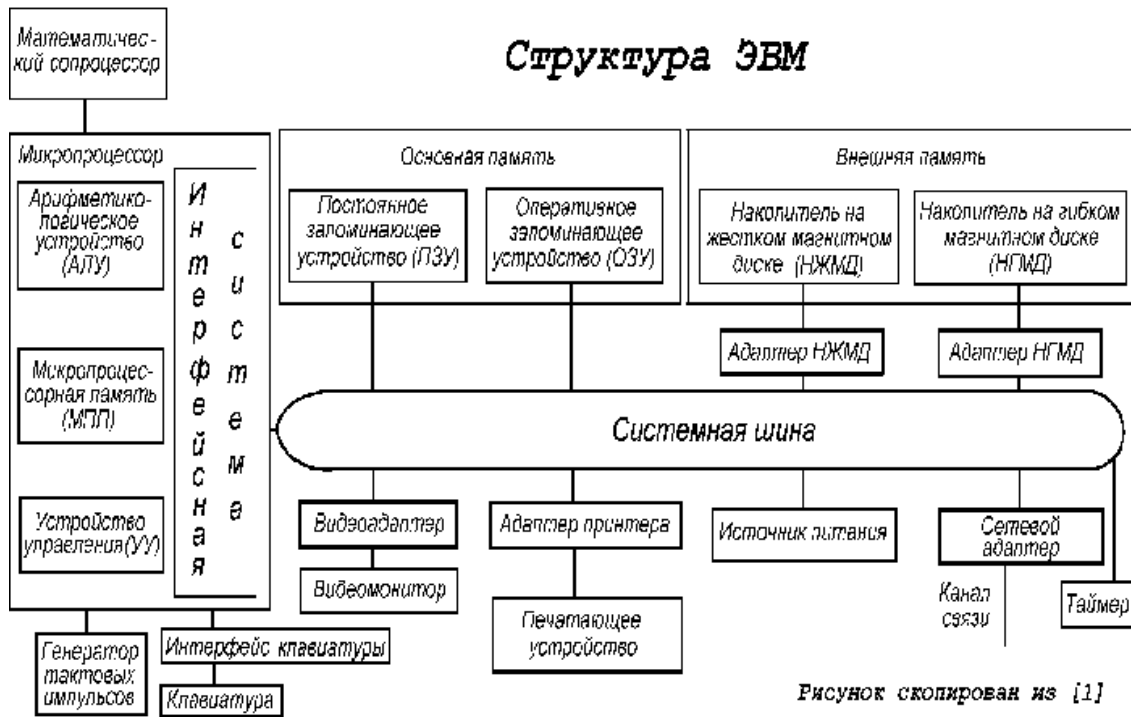 Математичес-
кий сопроцессор
Структура ЭВМ
Микропроцессор
Арифметико-
логическое
устройство
(АЛУ)
Микропроцес-
сорная память
(МПП)
Устройство
управления(УУ)
Интерфейсная
система
Основная память
Постоянное
запоминающее
устройство (ПЗУ)
Оперативное
запоминающее
устройство (ОЗУ)
Внешняя память
Накопитель на
жестком магнитном
диске (НЖМД)
Накопитель на гибком
магнитном диске
(НГМД)
Адаптер НЖМД
Адаптер НГМД
Системная шина
Видеоадаптер
Видеомонитор
Адаптер принтера
Печатающее
устройство
Источник питания
Сетевой
адаптер
Канал
связи
Таймер
Генератор
тактовых
импульсов
Интерфейс клавиатуры
Клавиатура
Рисунок скопирован из [1]